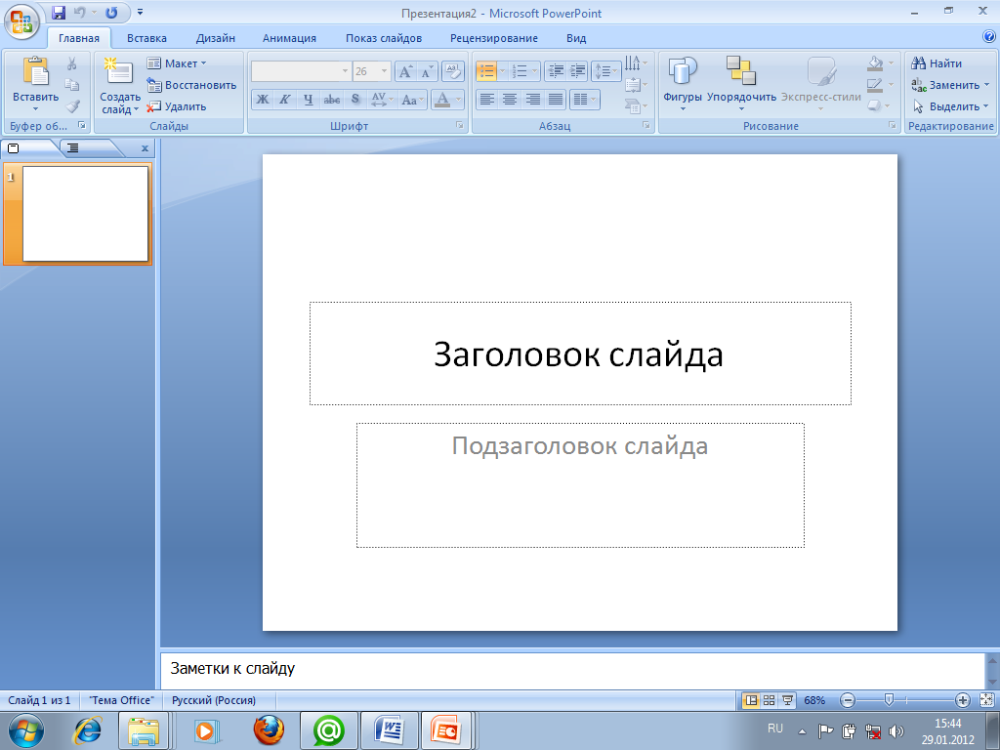 Презентация2 - Microsoft PowerPoint
Главная Вставка Дизайн Анимация Показ слайдов Рецензирование Вид
Вставить
Буфер об...
Создать слайд
Макет
Восстановить
Удалить
Слайды
26
Ж К Ч abc S AV Aa А
Шрифт
Абзац
Фигуры Упорядочить Экспресс-стили
Рисование
Найти
Заменить
Выделить
Редактирование
1
Заголовок слайда
Подзаголовок слайда
Заметки к слайду
Слайд 1 из 1 "Тема Office" Русский (Россия) 68%
RU 15:44
29.01.2012